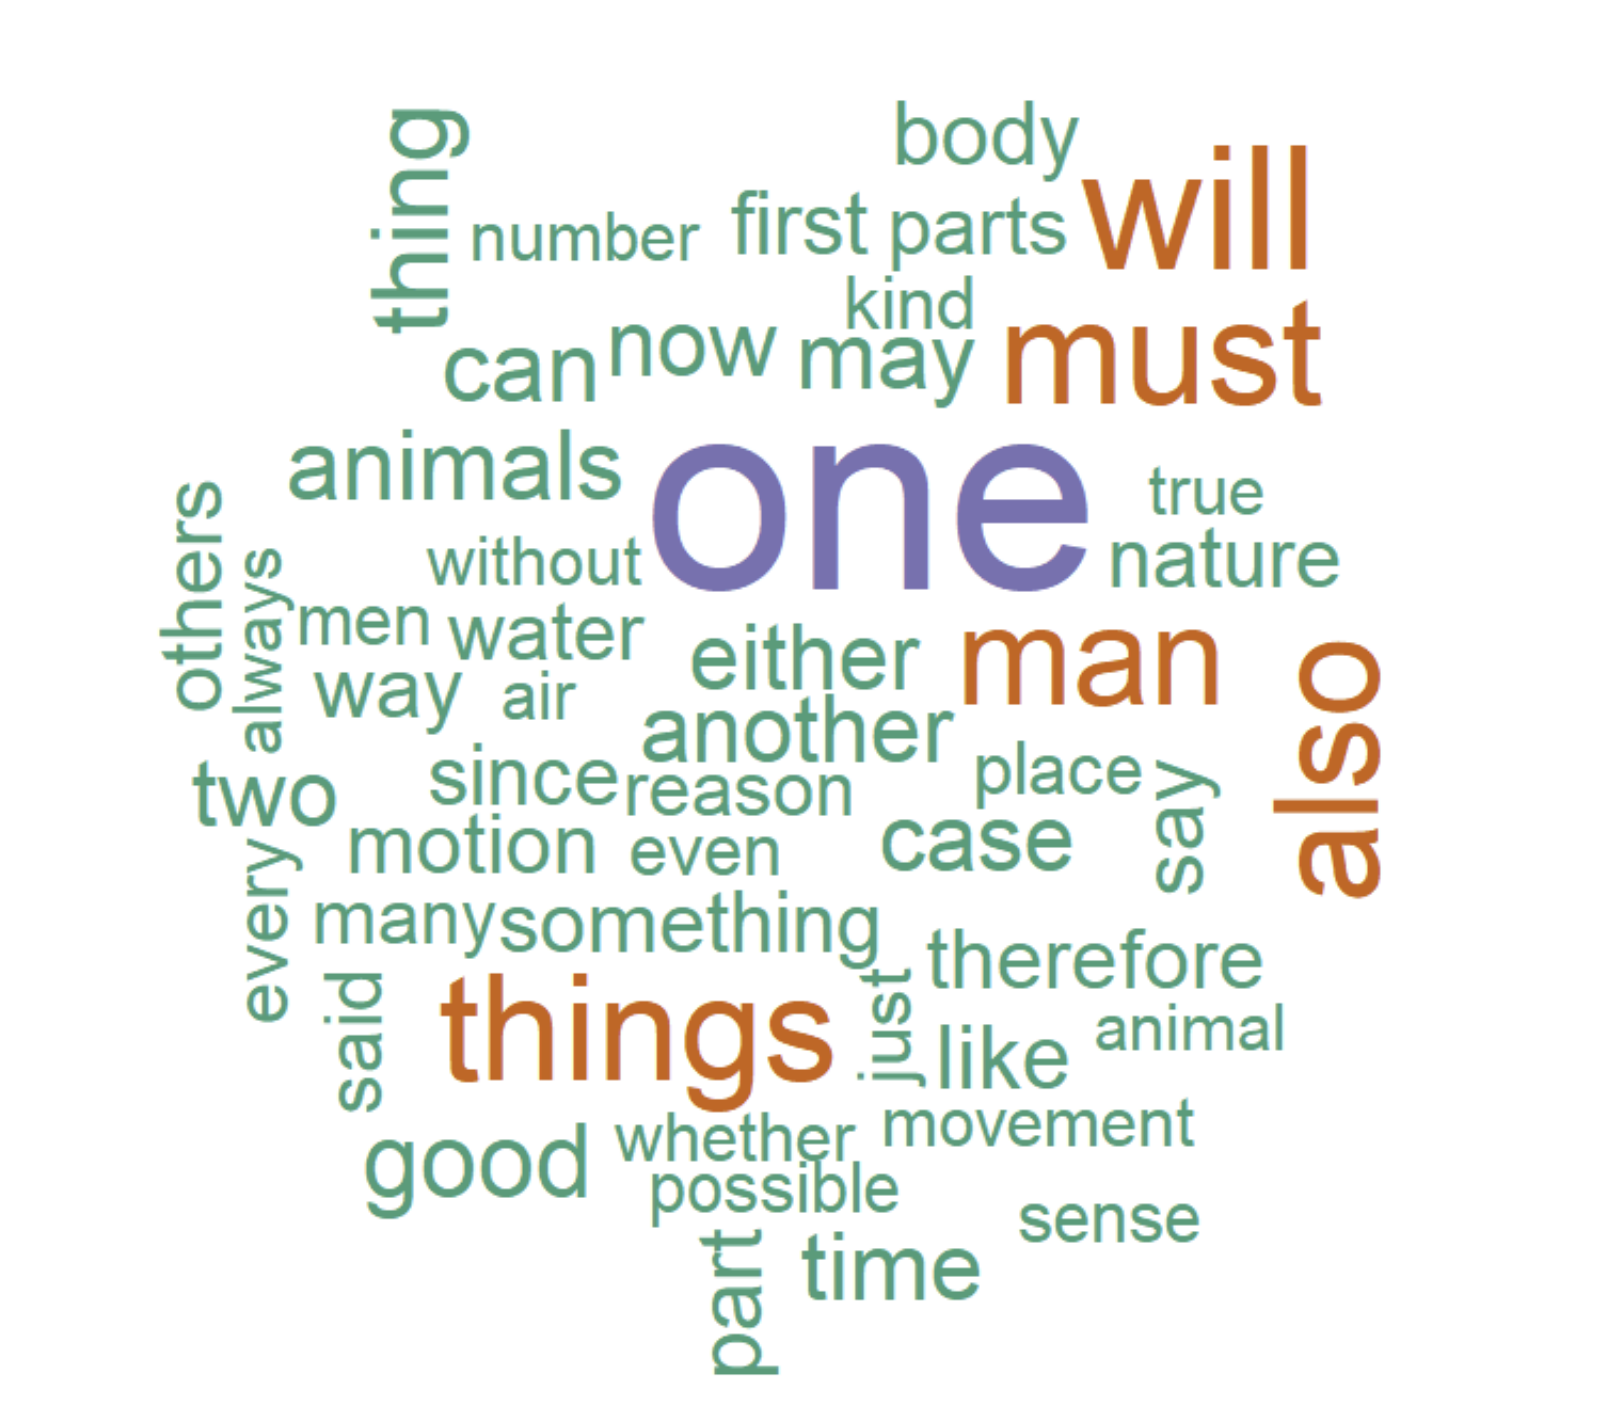 body
will
thing
number
first
parts
kind
must
can
now
may
one
animals
true
others
without
nature
always
men
water
either
man
also
way
air
another
since
reason
place
say
two
motion
even
case
every
many
something
therefore
said
things
just
like
animal
good
whether
movement
possible
sense
part
time